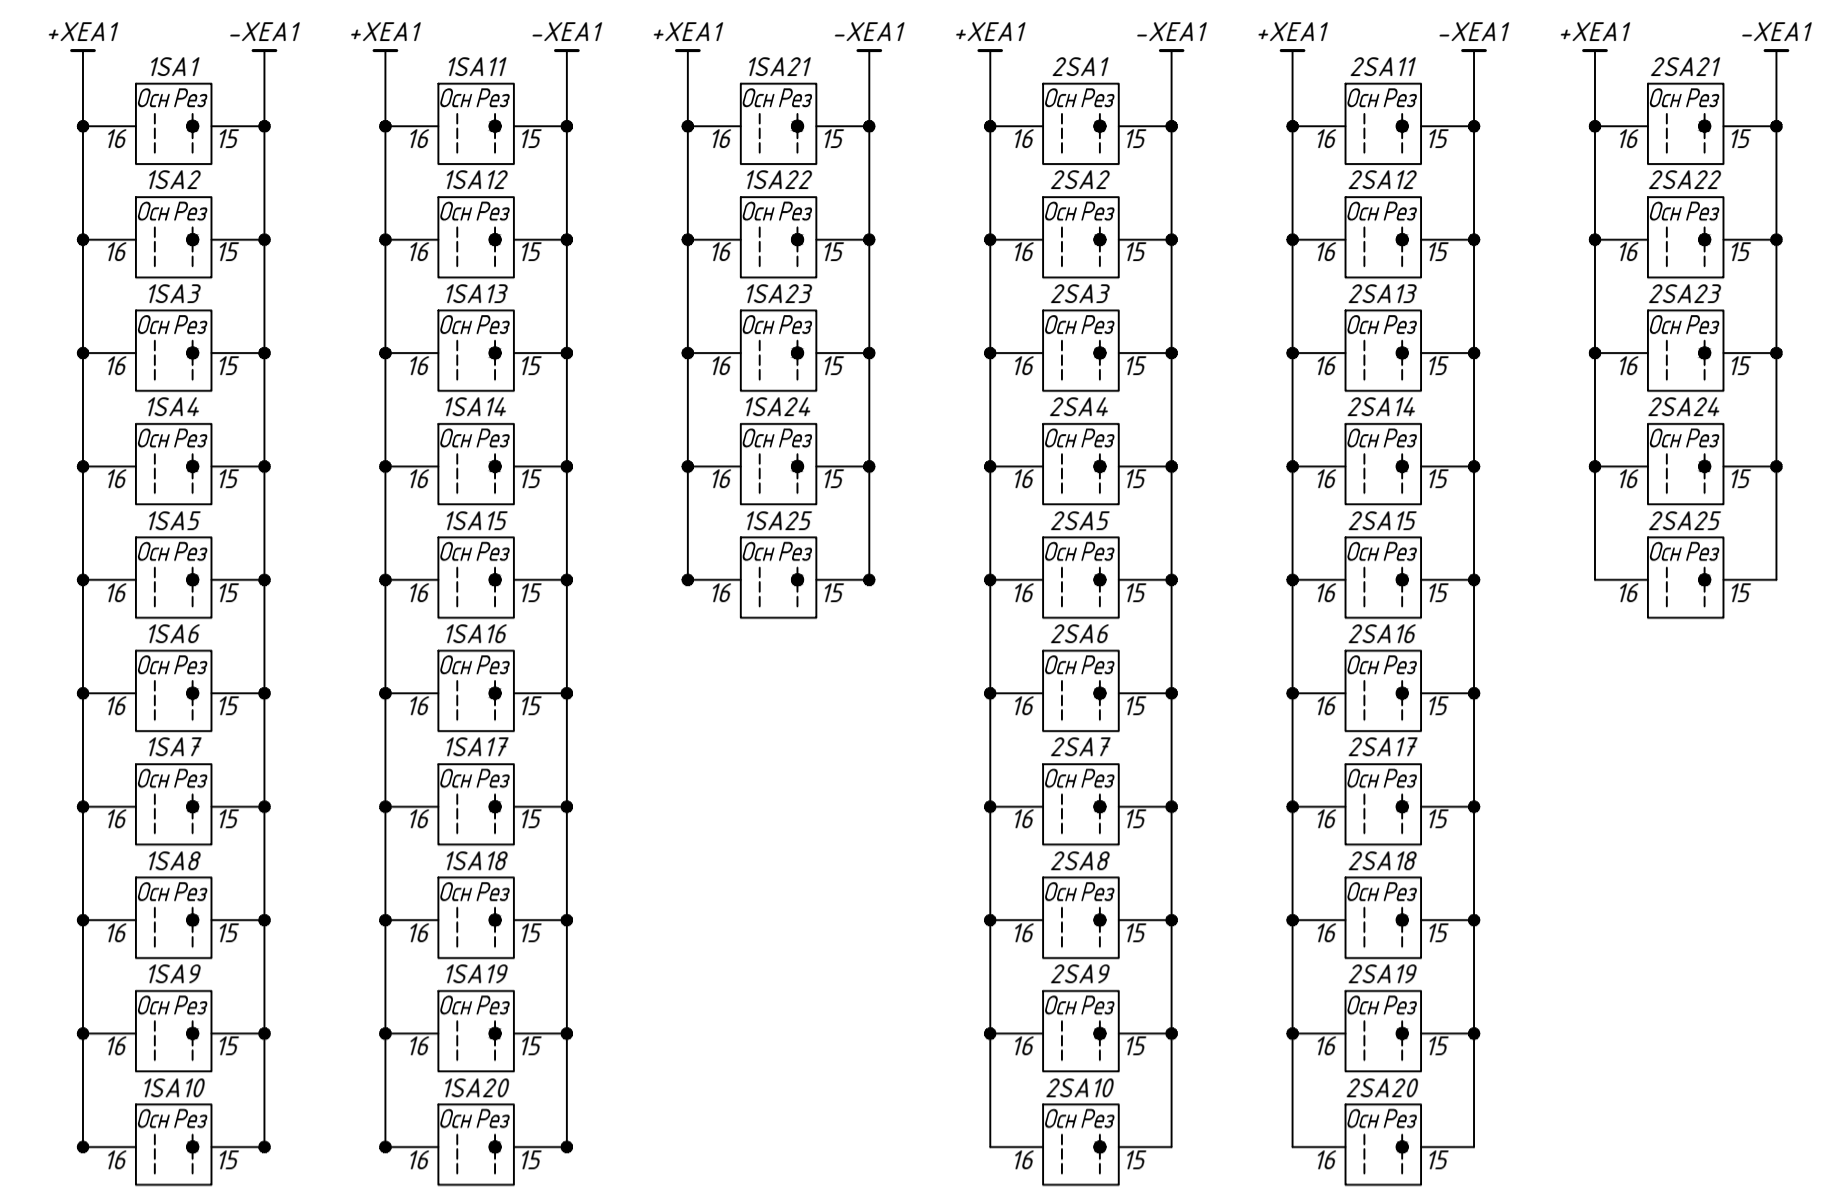 +XEA1 -XEA1 +XEA1 -XEA1 +XEA1 -XEA1 +XEA1 -XEA1 +XEA1 -XEA1 +XEA1 -XEA1
1SA1 1SA11 1SA21 2SA1 2SA11 2SA21
Осн Рез Осн Рез Осн Рез Осн Рез Осн Рез Осн Рез
16 15 16 15 16 15 16 15 16 15 16 15
1SA2 1SA12 1SA22 2SA2 2SA12 2SA22
Осн Рез Осн Рез Осн Рез Осн Рез Осн Рез Осн Рез
16 15 16 15 16 15 16 15 16 15 16 15
1SA3 1SA13 1SA23 2SA3 2SA13 2SA23
Осн Рез Осн Рез Осн Рез Осн Рез Осн Рез Осн Рез
16 15 16 15 16 15 16 15 16 15 16 15
1SA4 1SA14 1SA24 2SA4 2SA14 2SA24
Осн Рез Осн Рез Осн Рез Осн Рез Осн Рез Осн Рез
16 15 16 15 16 15 16 15 16 15 16 15
1SA5 1SA15 1SA25 2SA5 2SA15 2SA25
Осн Рез Осн Рез Осн Рез Осн Рез Осн Рез Осн Рез
16 15 16 15 16 15 16 15 16 15 16 15
1SA6 1SA16 2SA6 2SA16
Осн Рез Осн Рез Осн Рез Осн Рез
16 15 16 15 16 15 16 15
1SA7 1SA17 2SA7 2SA17
Осн Рез Осн Рез Осн Рез Осн Рез
16 15 16 15 16 15 16 15
1SA8 1SA18 2SA8 2SA18
Осн Рез Осн Рез Осн Рез Осн Рез
16 15 16 15 16 15 16 15
1SA9 1SA19 2SA9 2SA19
Осн Рез Осн Рез Осн Рез Осн Рез
16 15 16 15 16 15 16 15
1SA10 1SA20 2SA10 2SA20
Осн Рез Осн Рез Осн Рез Осн Рез
16 15 16 15 16 15 16 15